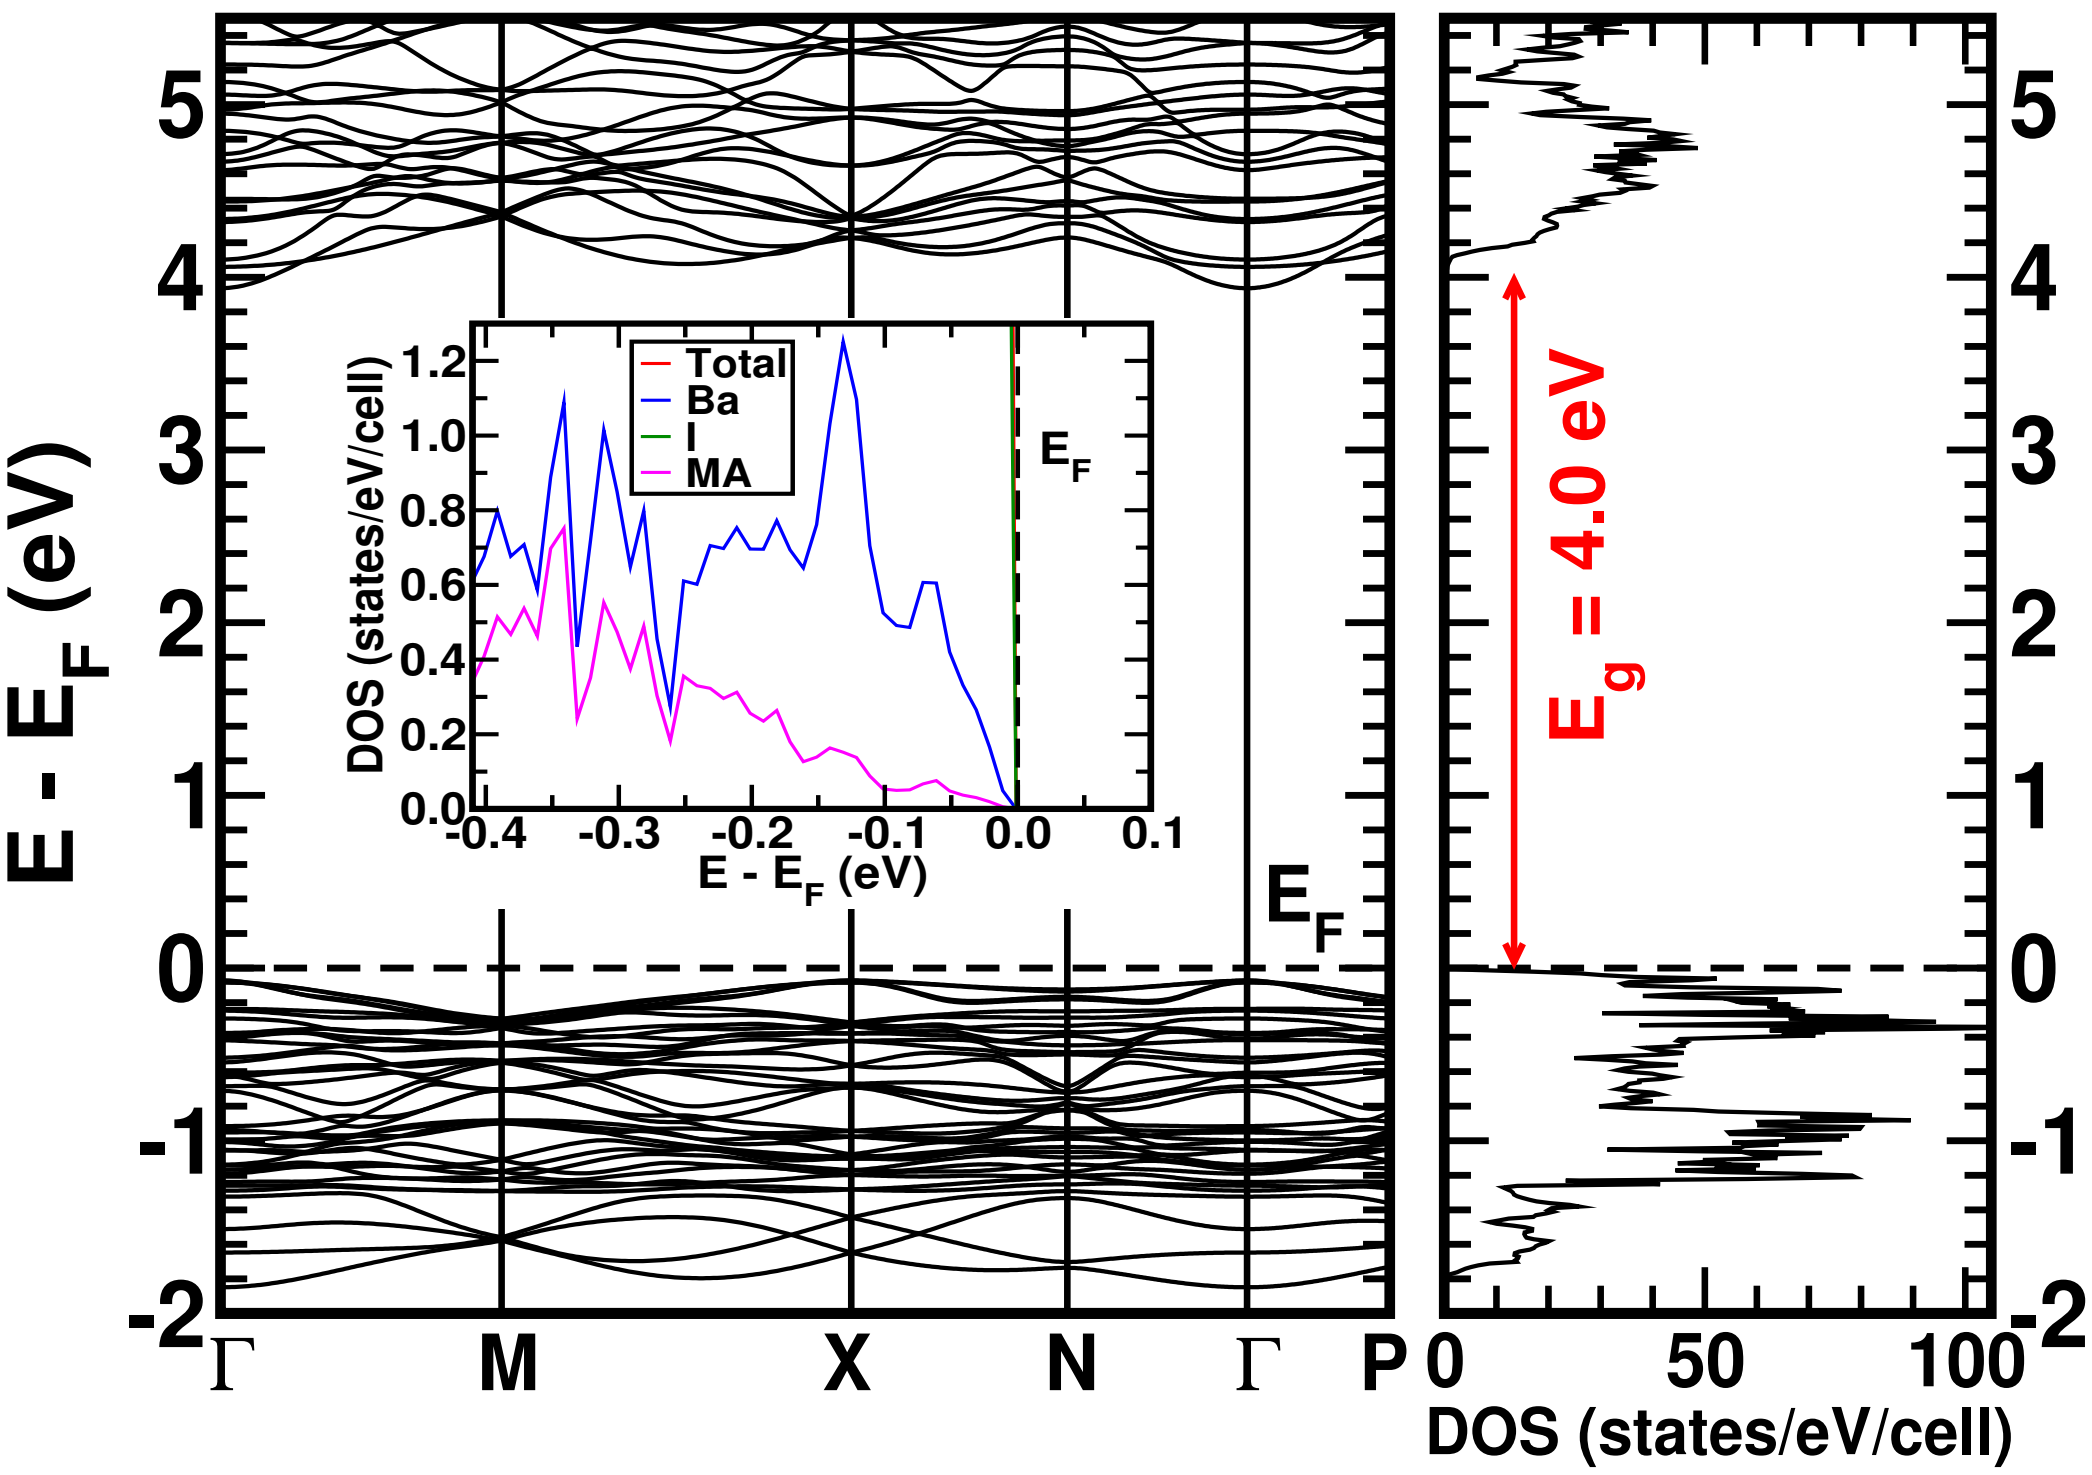 E - E_F (eV)
5
4
3
2
1
0
-1
-2
Γ M X N Γ P
E_F
DOS (states/eV/cell)
1.2
1.0
0.8
0.6
0.4
0.2
0.0
-0.4 -0.3 -0.2 -0.1 0.0 0.1
E - E_F (eV)
Total
Ba
I
MA
E_F
E_g = 4.0 eV
5
4
3
2
1
0
-1
-2
0 50 100
DOS (states/eV/cell)